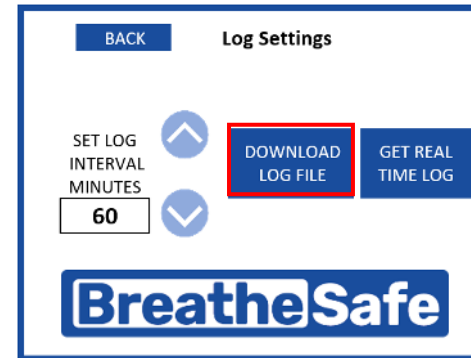 BACK
Log Settings
SET LOG
INTERVAL
MINUTES
60
DOWNLOAD
LOG FILE
GET REAL
TIME LOG
BreatheSafe